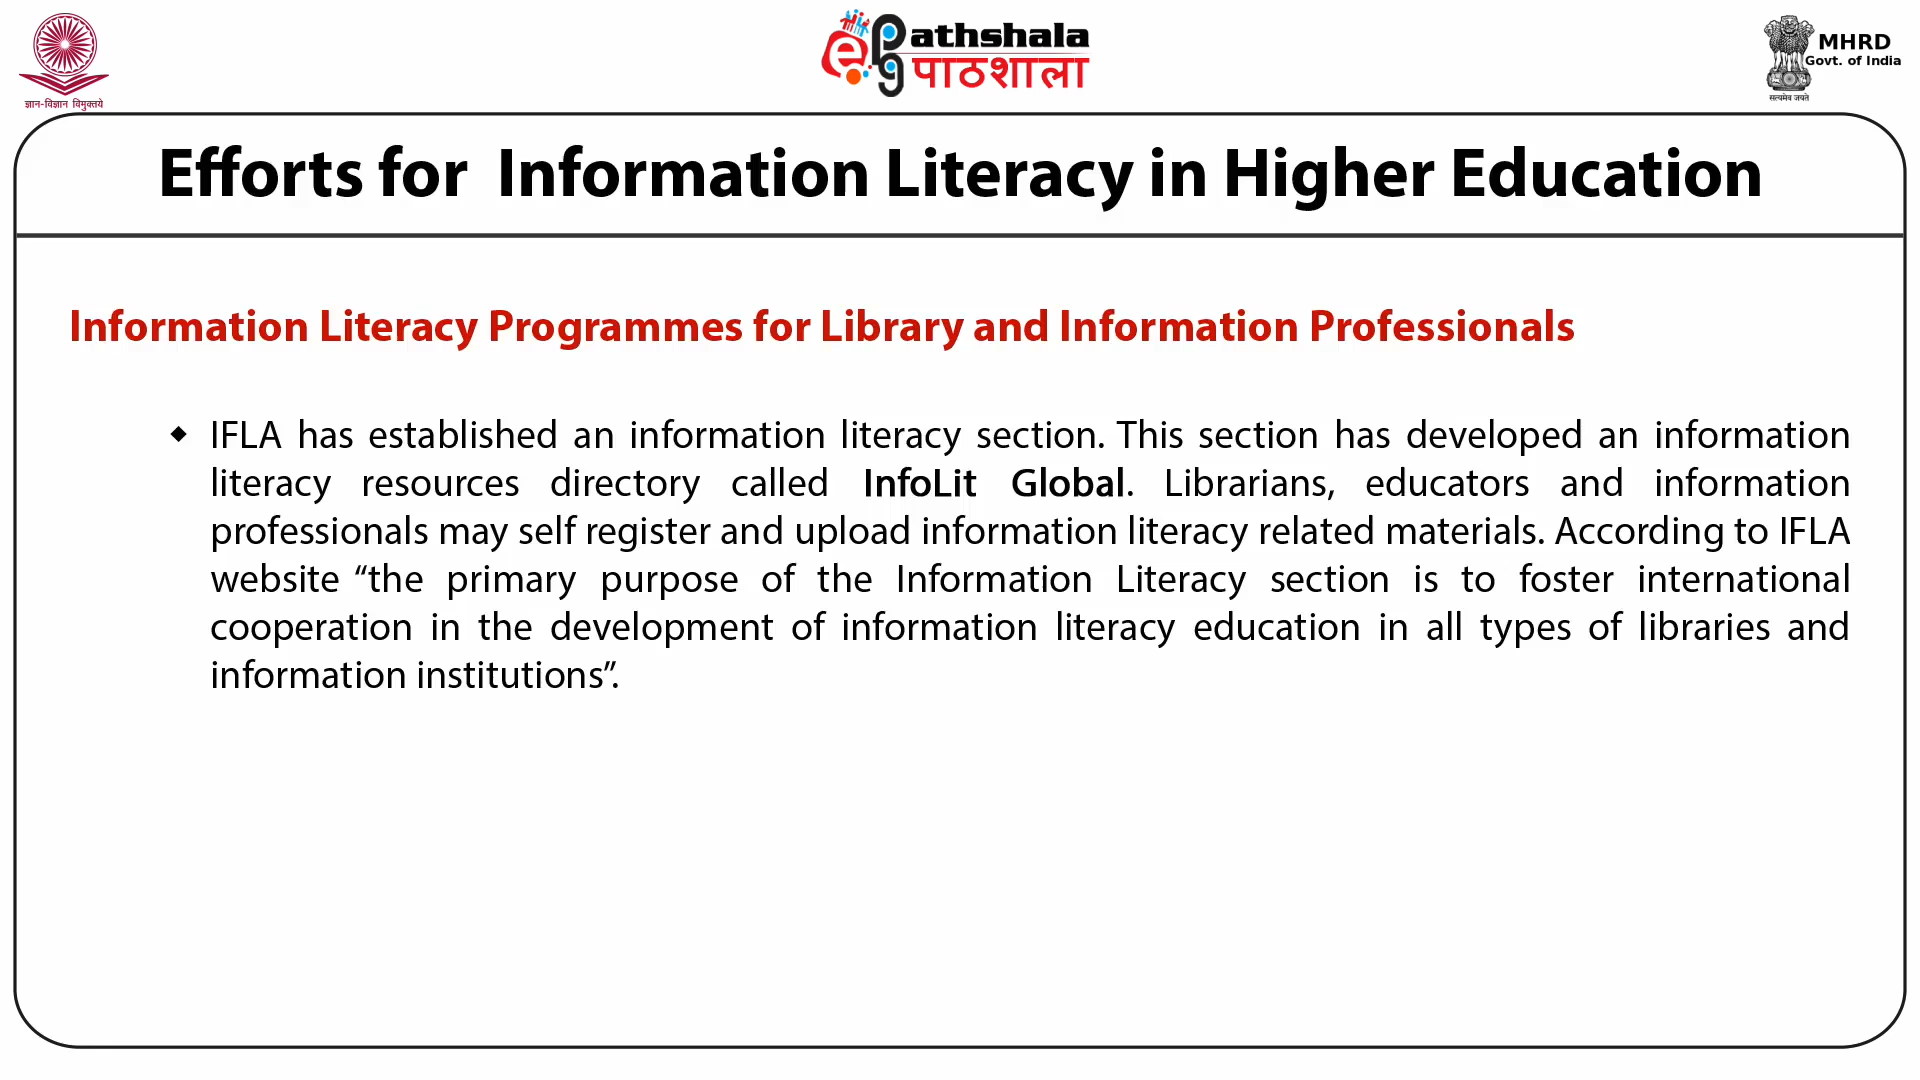 ज्ञान-विज्ञान विमुक्तये
e Pg athshala
पाठशाला
MHRD
Govt. of India
सत्यमेव जयते
Efforts for Information Literacy in Higher Education
Information Literacy Programmes for Library and Information Professionals
◆ IFLA has established an information literacy section. This section has developed an information
literacy resources directory called InfoLit Global. Librarians, educators and information
professionals may self register and upload information literacy related materials. According to IFLA
website “the primary purpose of the Information Literacy section is to foster international
cooperation in the development of information literacy education in all types of libraries and
information institutions”.